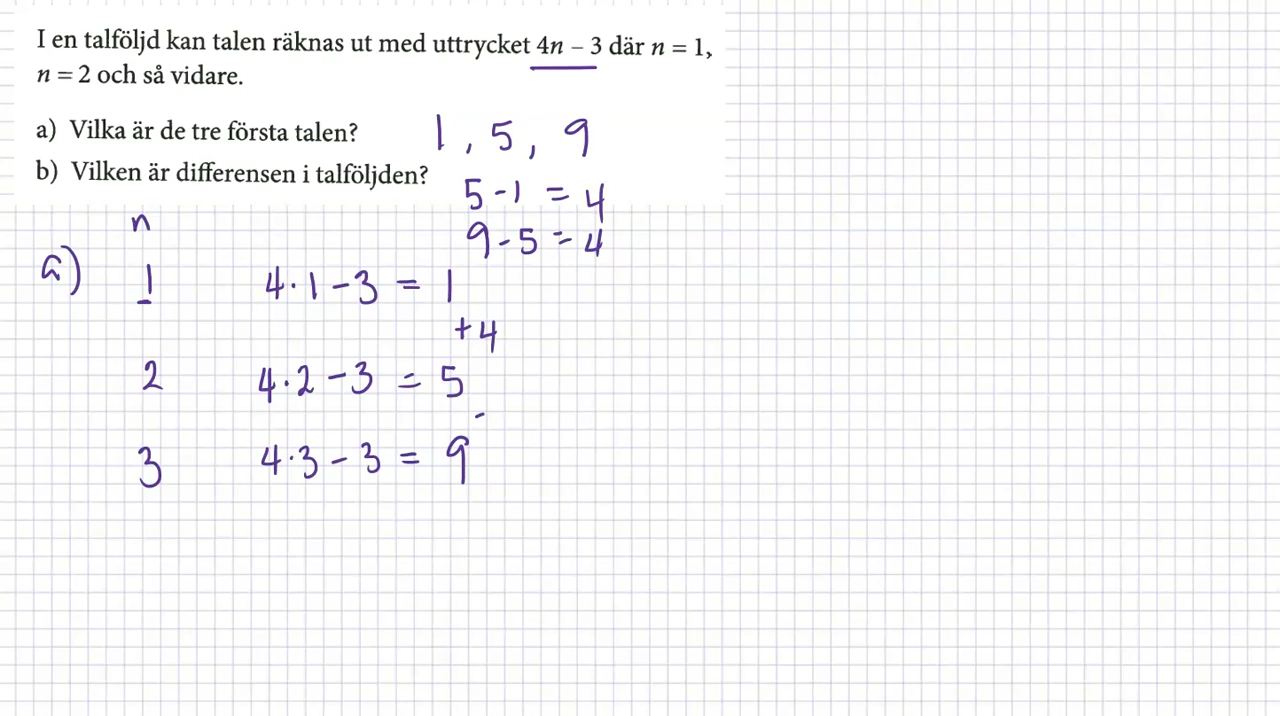 I en talföljd kan talen räknas ut med uttrycket 4n – 3 där n = 1,
n = 2 och så vidare.
a) Vilka är de tre första talen? 1, 5, 9
b) Vilken är differensen i talföljden?
5 - 1 = 4
9 - 5 = 4
n
a) 1 4·1 - 3 = 1
+4
2 4·2 - 3 = 5
-
3 4·3 - 3 = 9